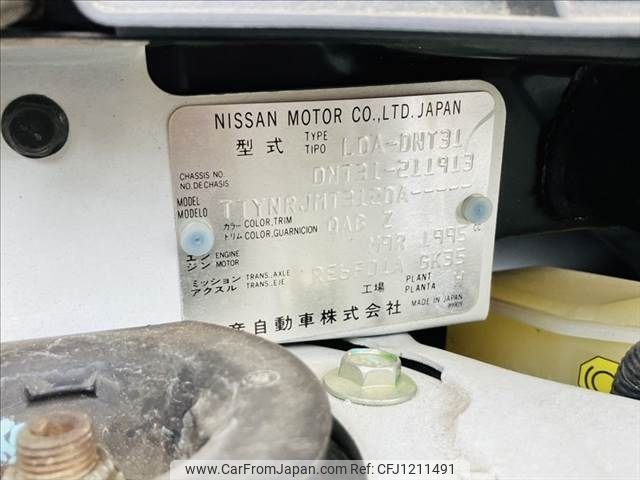 NISSAN MOTOR CO.,LTD. JAPAN
型式 TYPE TIPO LDA-DNT31
CHASSIS NO. NO. DE CHASIS DNT31-211913
MODEL MODELO
カラー COLOR, TRIM トリム COLOR, GUARNICION QAB Z
エンジン ENGINE MOTOR M9R 1995 cc
ミッション TRANS., AXLE アクスル TRANS., EJE RE6F01A GK95
工場 PLANT PLANTA
産自動車株式会社 MADE IN JAPAN
www.CarFromJapan.com - CFJ1211491